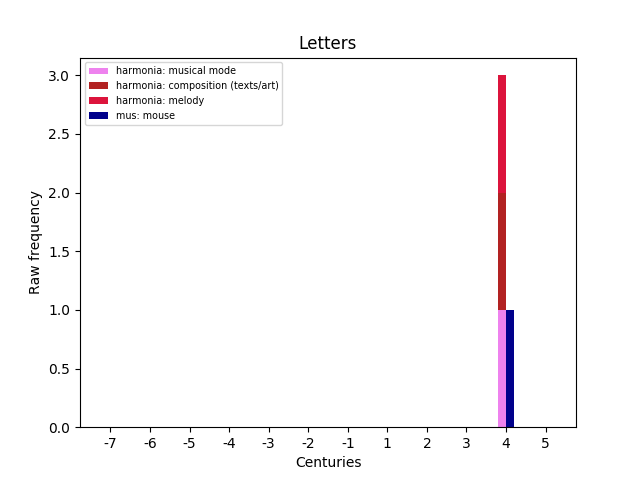 Letters
harmonia: musical mode
harmonia: composition (texts/art)
harmonia: melody
mus: mouse
Raw frequency
3.0
2.5
2.0
1.5
1.0
0.5
0.0
-7 -6 -5 -4 -3 -2 -1 1 2 3 4 5
Centuries